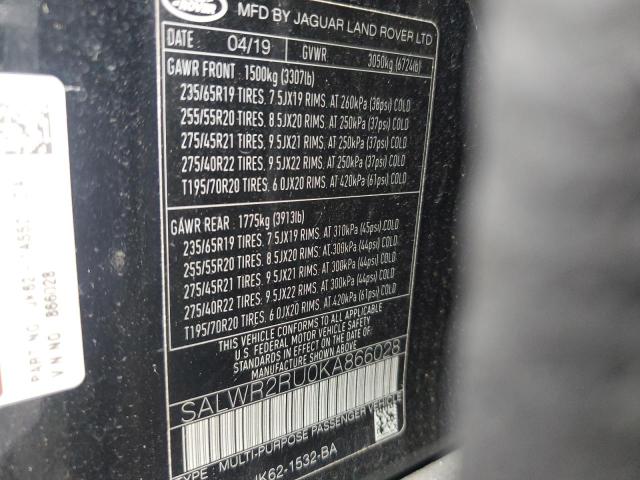 ROVER
MFD BY JAGUAR LAND ROVER LTD
DATE 04/19 GVWR 3050kg (6724lb)
GAWR FRONT: 1500kg (3307lb)
235/65R19 TIRES, 7.5JX19 RIMS, AT 260kPa (38psi) COLD
255/55R20 TIRES, 8.5JX20 RIMS, AT 250kPa (37psi) COLD
275/45R21 TIRES, 9.5JX21 RIMS, AT 250kPa (37psi) COLD
275/40R22 TIRES, 9.5JX22 RIMS, AT 250kPa (37psi) COLD
T195/70R20 TIRES, 6.0JX20 RIMS, AT 420kPa (61psi) COLD
GAWR REAR: 1775kg (3913lb)
235/65R19 TIRES, 7.5JX19 RIMS, AT 310kPa (45psi) COLD
255/55R20 TIRES, 8.5JX20 RIMS, AT 300kPa (44psi) COLD
275/45R21 TIRES, 9.5JX21 RIMS, AT 300kPa (44psi) COLD
275/40R22 TIRES, 9.5JX22 RIMS, AT 300kPa (44psi) COLD
T195/70R20 TIRES, 6.0JX20 RIMS, AT 420kPa (61psi) COLD
THIS VEHICLE CONFORMS TO ALL APPLICABLE
U.S. FEDERAL MOTOR VEHICLE SAFETY
STANDARDS IN EFFECT ON THE DATE OF
MANUFACTURE SHOWN ABOVE
SALWR2RU0KA866028
TYPE: MULTI-PURPOSE PASSENGER VEHICLE
JK62-1532-BA
PART NO
V I N NO 866028